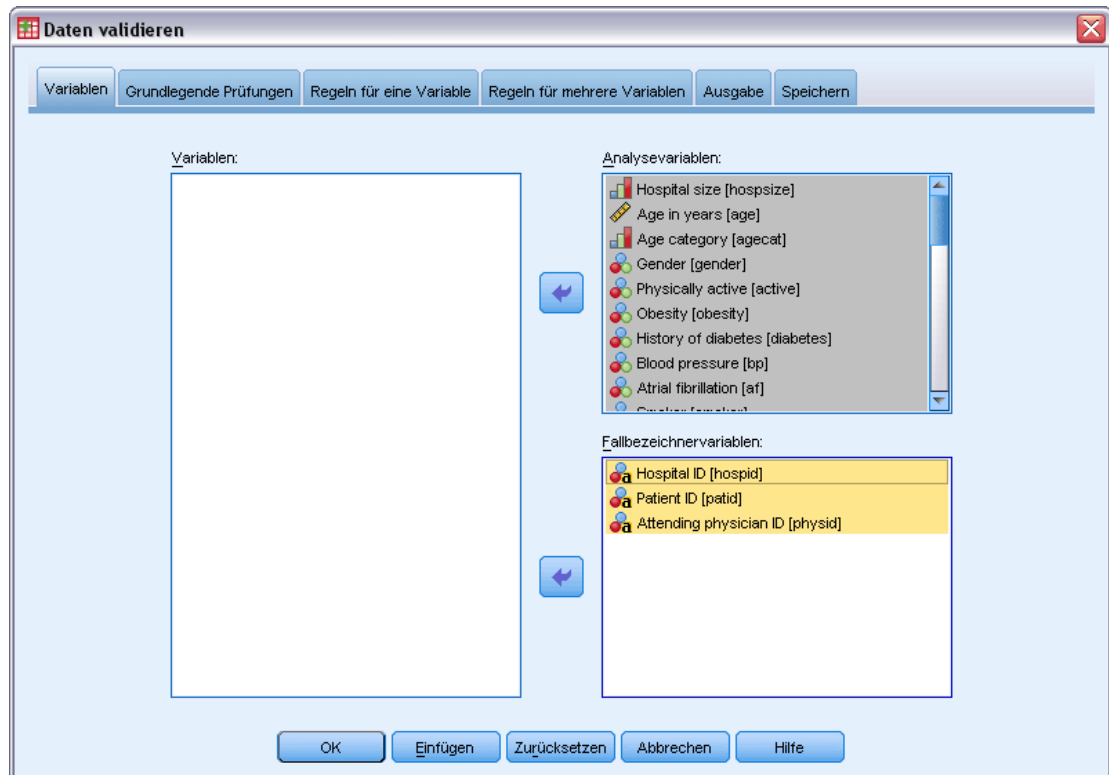 Daten validieren
Variablen
Grundlegende Prüfungen
Regeln für eine Variable
Regeln für mehrere Variablen
Ausgabe
Speichern
Variablen:
Analysevariablen:
Hospital size [hospsize]
Age in years [age]
Age category [agecat]
Gender [gender]
Physically active [active]
Obesity [obesity]
History of diabetes [diabetes]
Blood pressure [bp]
Atrial fibrillation [af]
Fallbezeichnervariablen:
Hospital ID [hospid]
Patient ID [patid]
Attending physician ID [physid]
OK
Einfügen
Zurücksetzen
Abbrechen
Hilfe